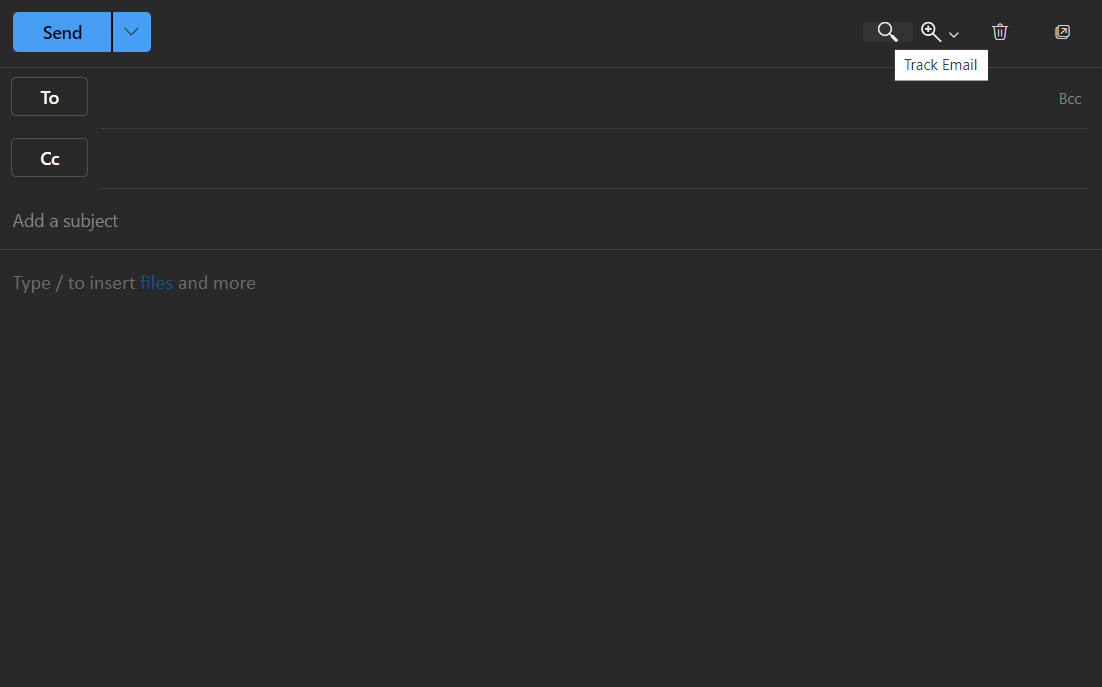 Send
Track Email
To
Bcc
Cc
Add a subject
Type / to insert files and more